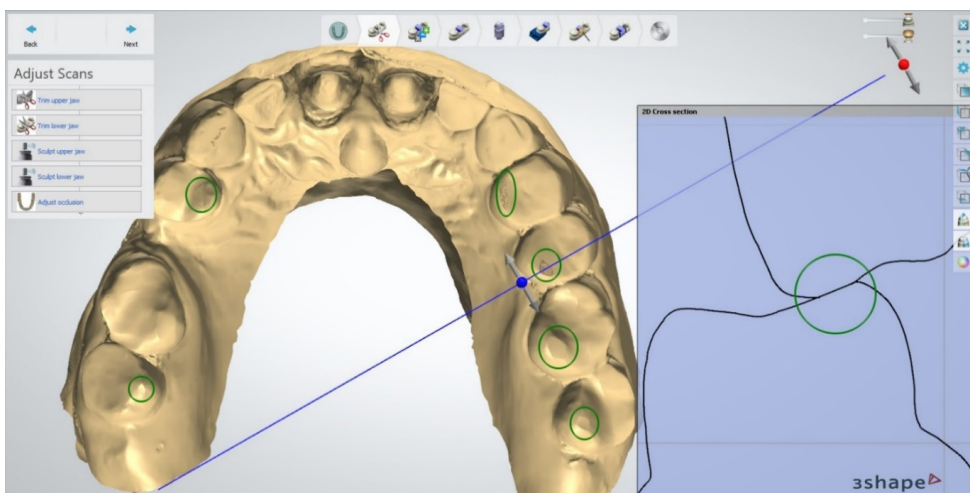 Back
Next
Adjust Scans
Trim upper jaw
Trim lower jaw
Sculpt upper jaw
Sculpt lower jaw
Adjust occlusion
2D Cross section
3shape